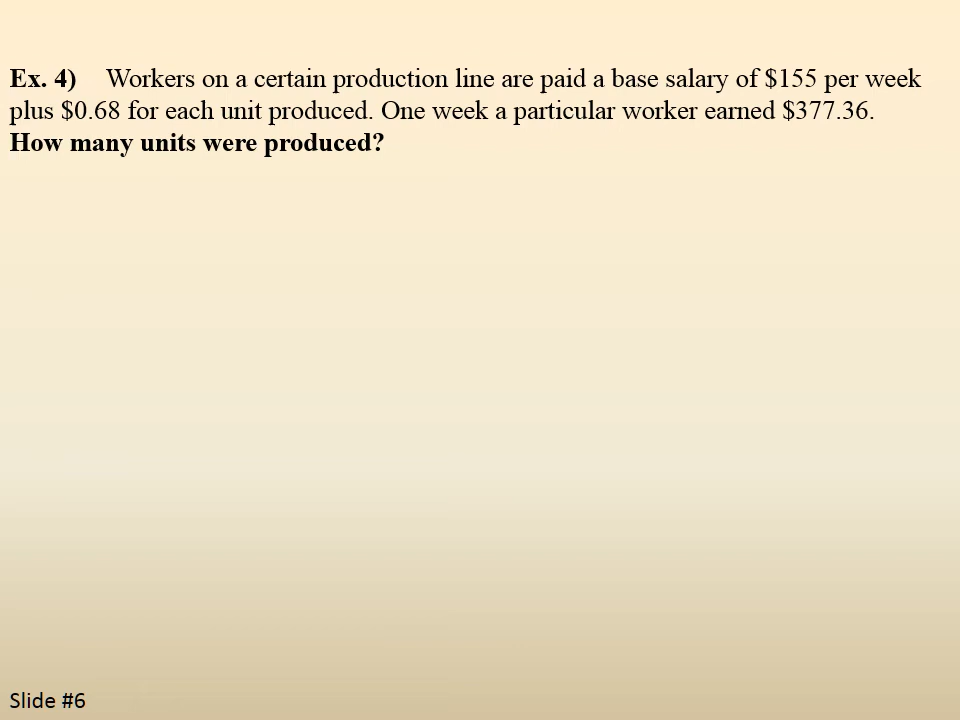 Ex. 4) Workers on a certain production line are paid a base salary of $155 per week
plus $0.68 for each unit produced. One week a particular worker earned $377.36.
How many units were produced?
Slide #6